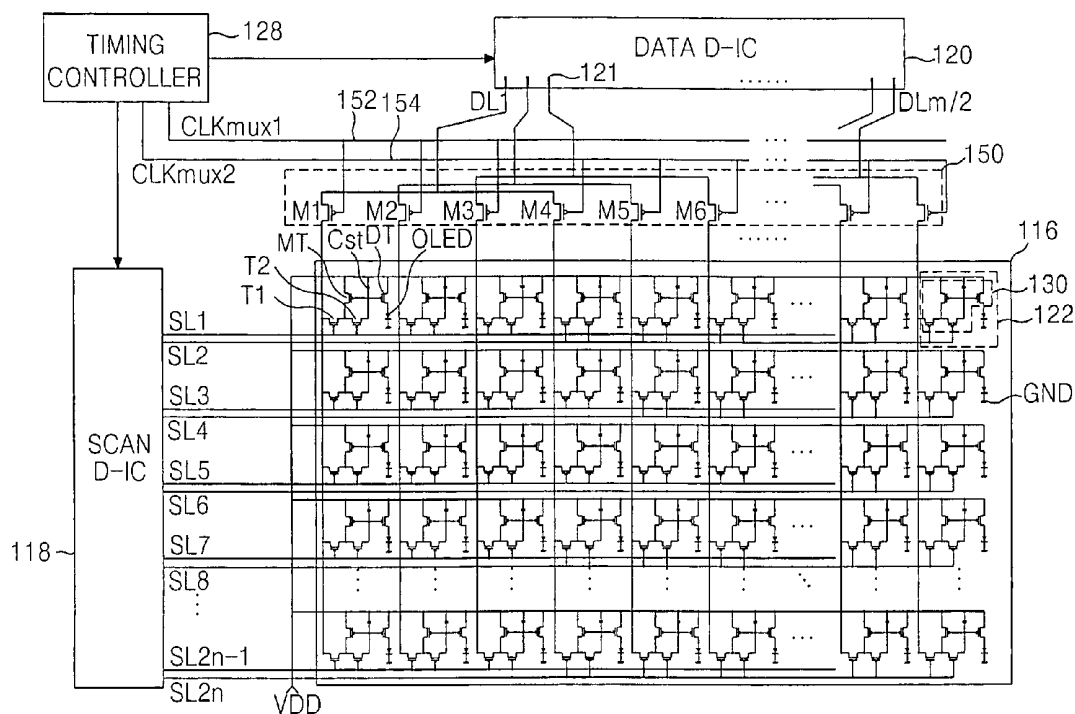 TIMING
CONTROLLER
128
DATA D-IC
120
121
DL1
DLm/2
152
154
CLKmux1
CLKmux2
150
M1
M2
M3
M4
M5
M6
MT
Cst
DT
OLED
T2
T1
116
130
122
SL1
SL2
SL3
GND
SCAN
D-IC
SL4
SL5
SL6
SL7
118
SL8
SL2n-1
SL2n
VDD